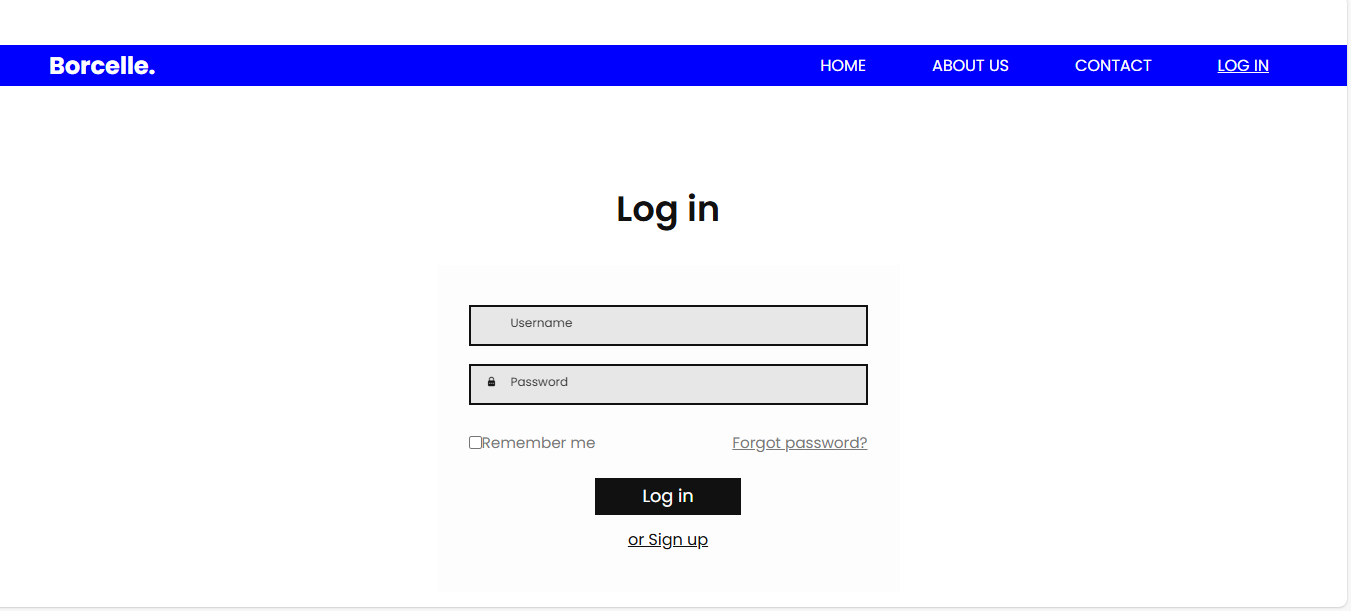 Borcelle. HOME ABOUT US CONTACT LOG IN
Log in
Username
Password
Remember me Forgot password?
Log in
or Sign up